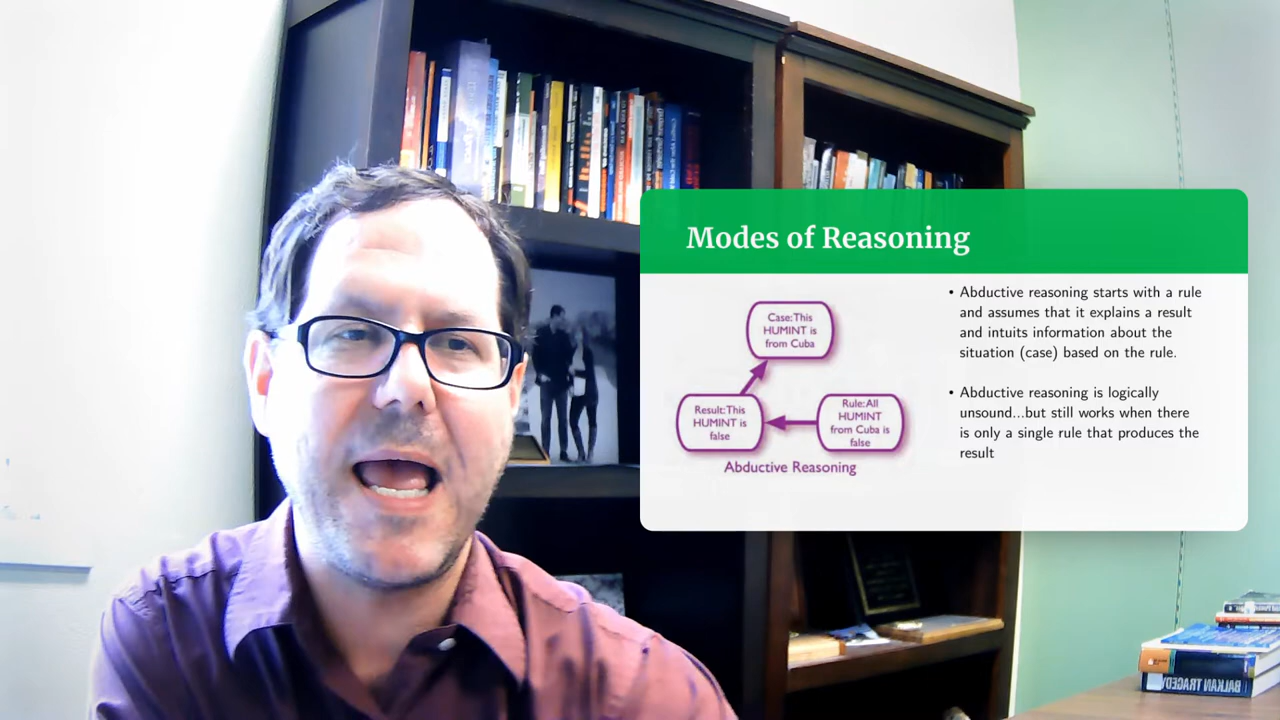 Modes of Reasoning
Case: This
HUMINT is
from Cuba
Result: This
HUMINT is
false
Rule: All
HUMINT
from Cuba is
false
Abductive Reasoning
• Abductive reasoning starts with a rule
and assumes that it explains a result
and intuits information about the
situation (case) based on the rule.
• Abductive reasoning is logically
unsound...but still works when there
is only a single rule that produces the
result
BALKAN TRAGEDY